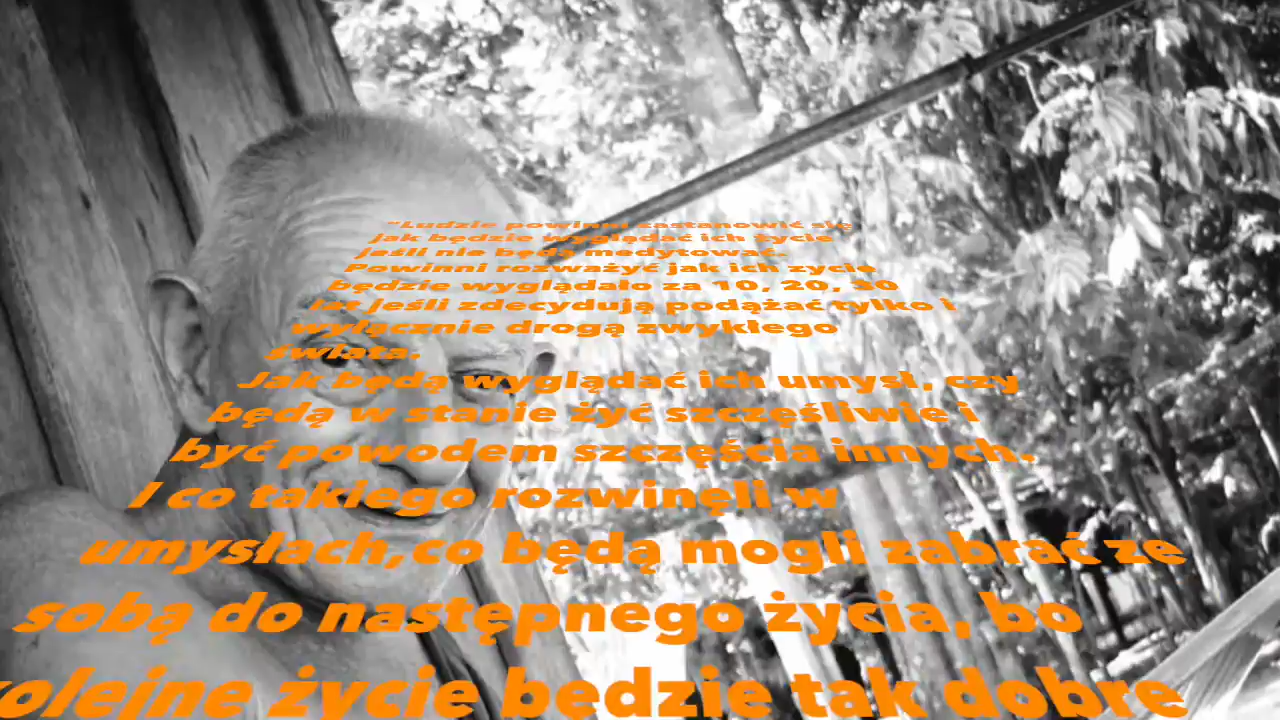 "Ludzie powinni zastanowić się
jak będzie wyglądać ich życie
jeśli nie będą medytować.
Powinni rozważyć jak ich zycie
będzie wyglądało za 10, 20, 30
lat jeśli zdecydują podążać tylko i
wyłącznie drogą zwykłego
świata.
Jak będą wyglądać ich umysł, czy
będą w stanie żyć szczęśliwie i
być powodem szczęścia innych.
I co takiego rozwinęli w
umysłach,co będą mogli zabrać ze
sobą do następnego życia, bo
kolejne życie będzie tak dobre